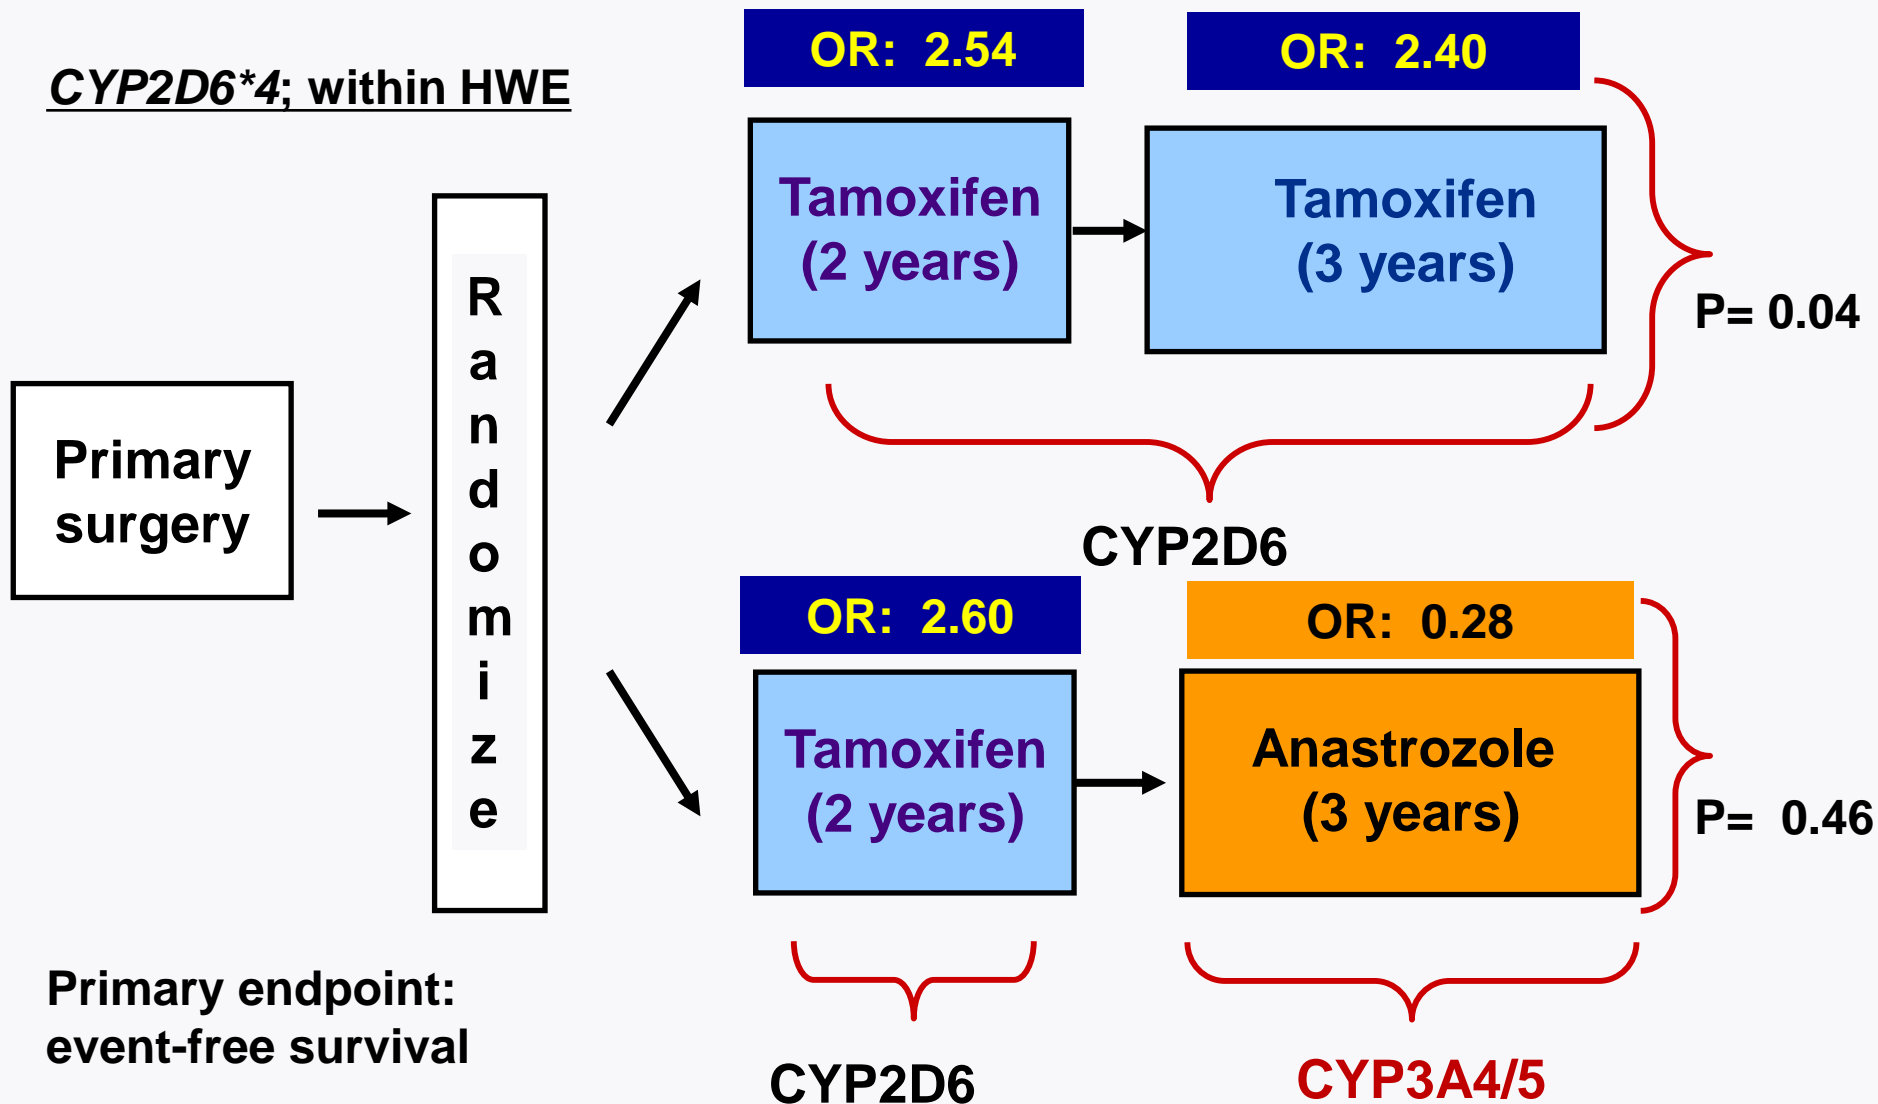 CYP2D6*4; within HWE
OR: 2.54
OR: 2.40
Tamoxifen
(2 years)
Tamoxifen
(3 years)
P= 0.04
CYP2D6
Primary
surgery
R
a
n
d
o
m
i
z
e
OR: 2.60
OR: 0.28
Tamoxifen
(2 years)
Anastrozole
(3 years)
P= 0.46
CYP2D6
CYP3A4/5
Primary endpoint:
event-free survival